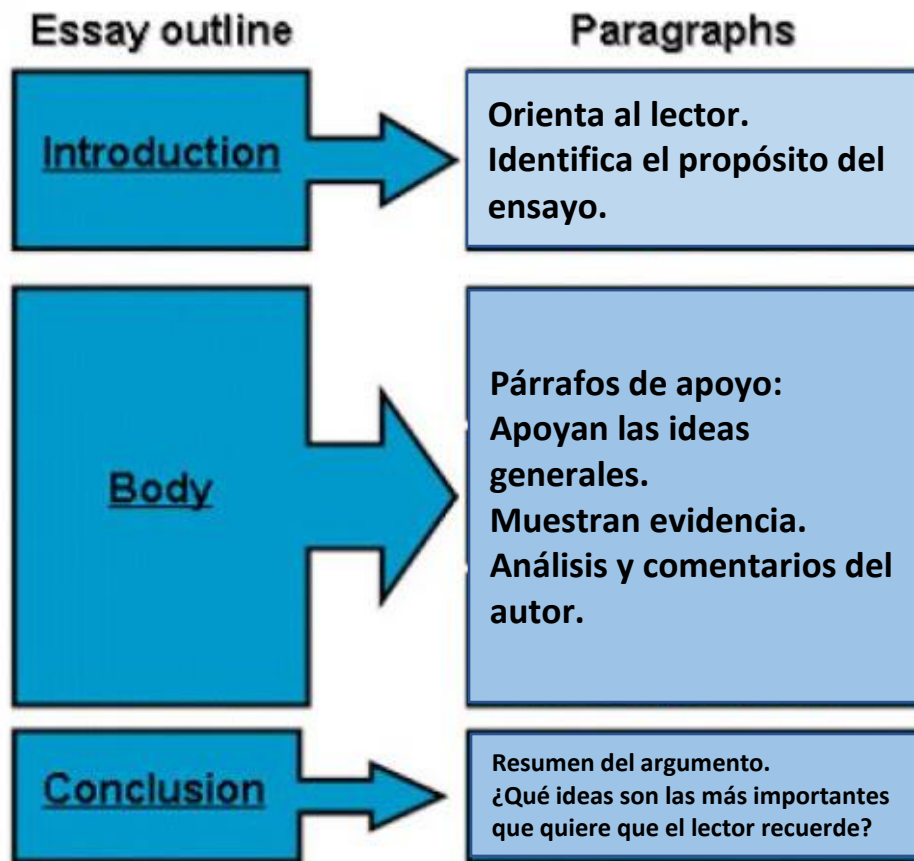 Essay outline
Paragraphs
Introduction
Orienta al lector.
Identifica el propósito del
ensayo.
Body
Párrafos de apoyo:
Apoyan las ideas
generales.
Muestran evidencia.
Análisis y comentarios del
autor.
Conclusion
Resumen del argumento.
¿Qué ideas son las más importantes
que quiere que el lector recuerde?